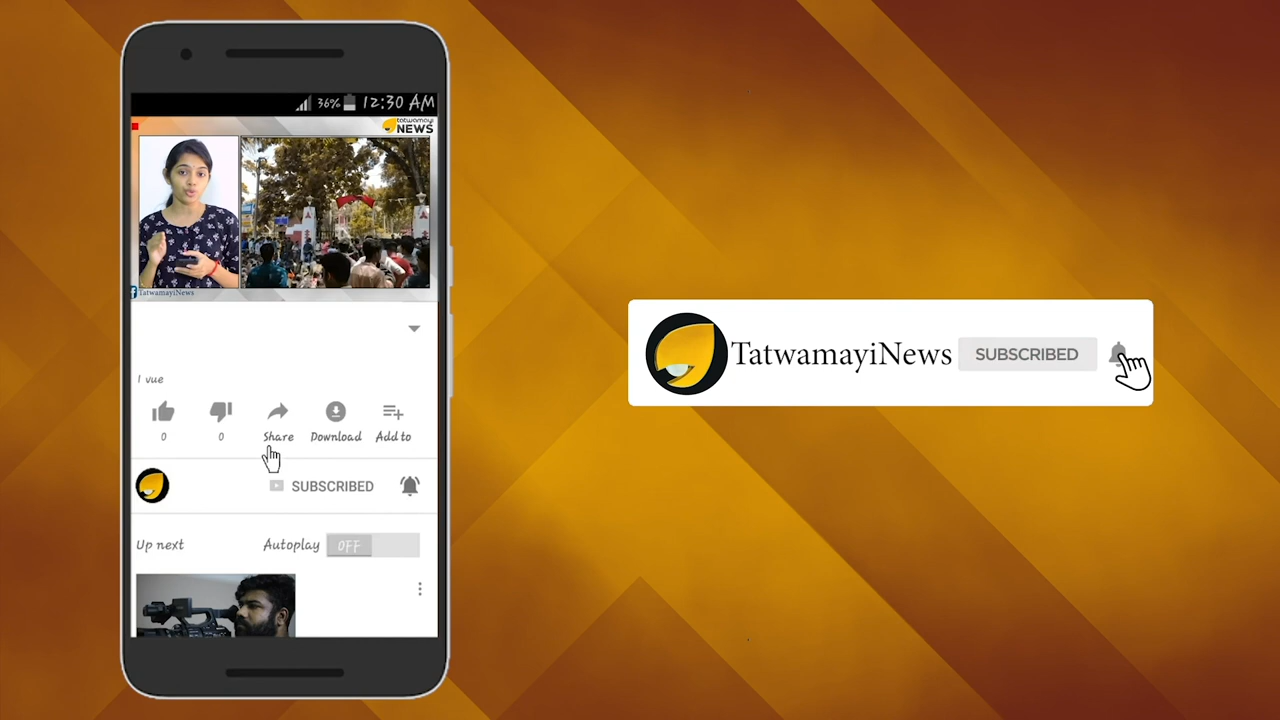 36% 12:30 AM
tatwamayi
NEWS
TatwamayiNews
1 vue
0 0 Share Download Add to
SUBSCRIBED
Up next Autoplay OFF
TatwamayiNews SUBSCRIBED